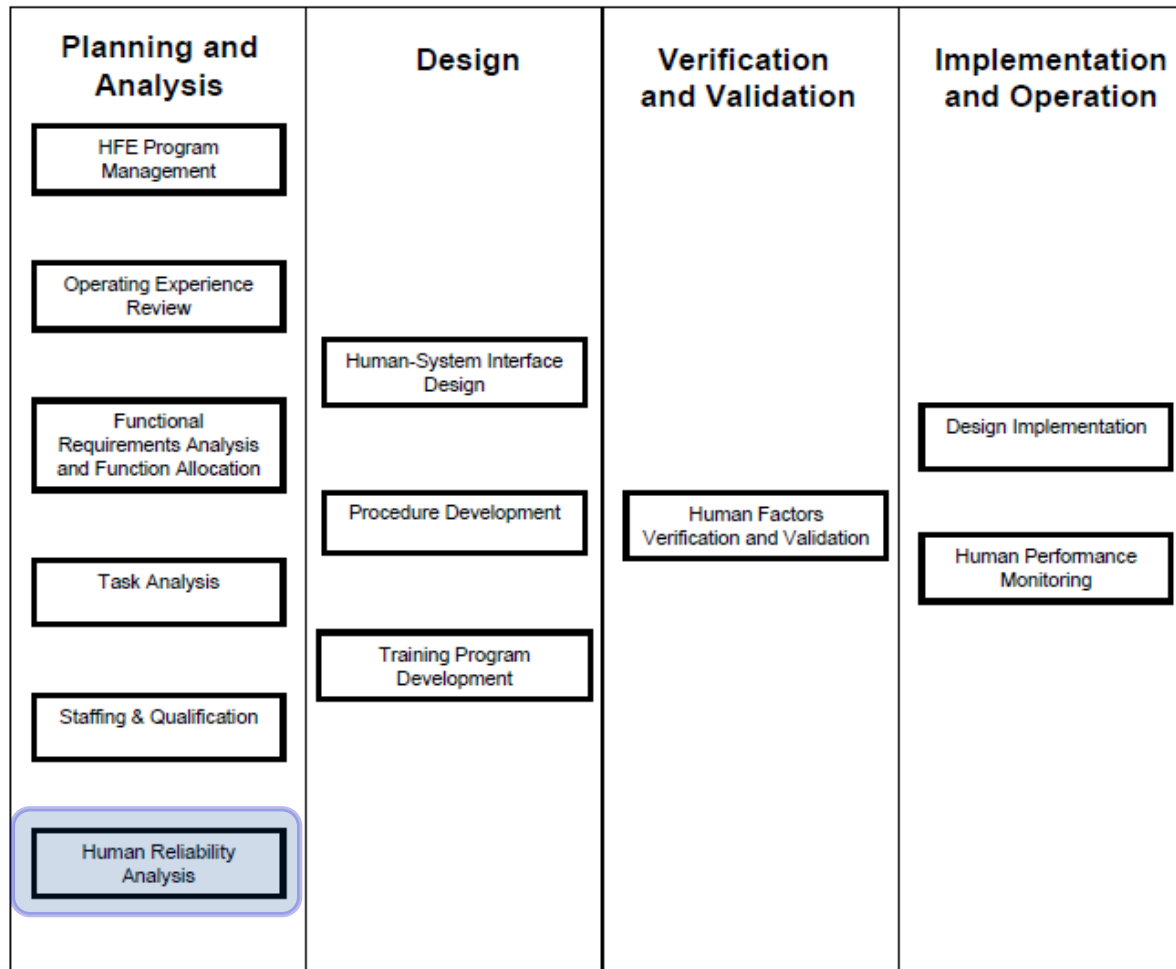 Planning and
Analysis
HFE Program
Management
Operating Experience
Review
Functional
Requirements Analysis
and Function Allocation
Task Analysis
Staffing & Qualification
Human Reliability
Analysis
Design
Human-System Interface
Design
Procedure Development
Training Program
Development
Verification
and Validation
Human Factors
Verification and Validation
Implementation
and Operation
Design Implementation
Human Performance
Monitoring